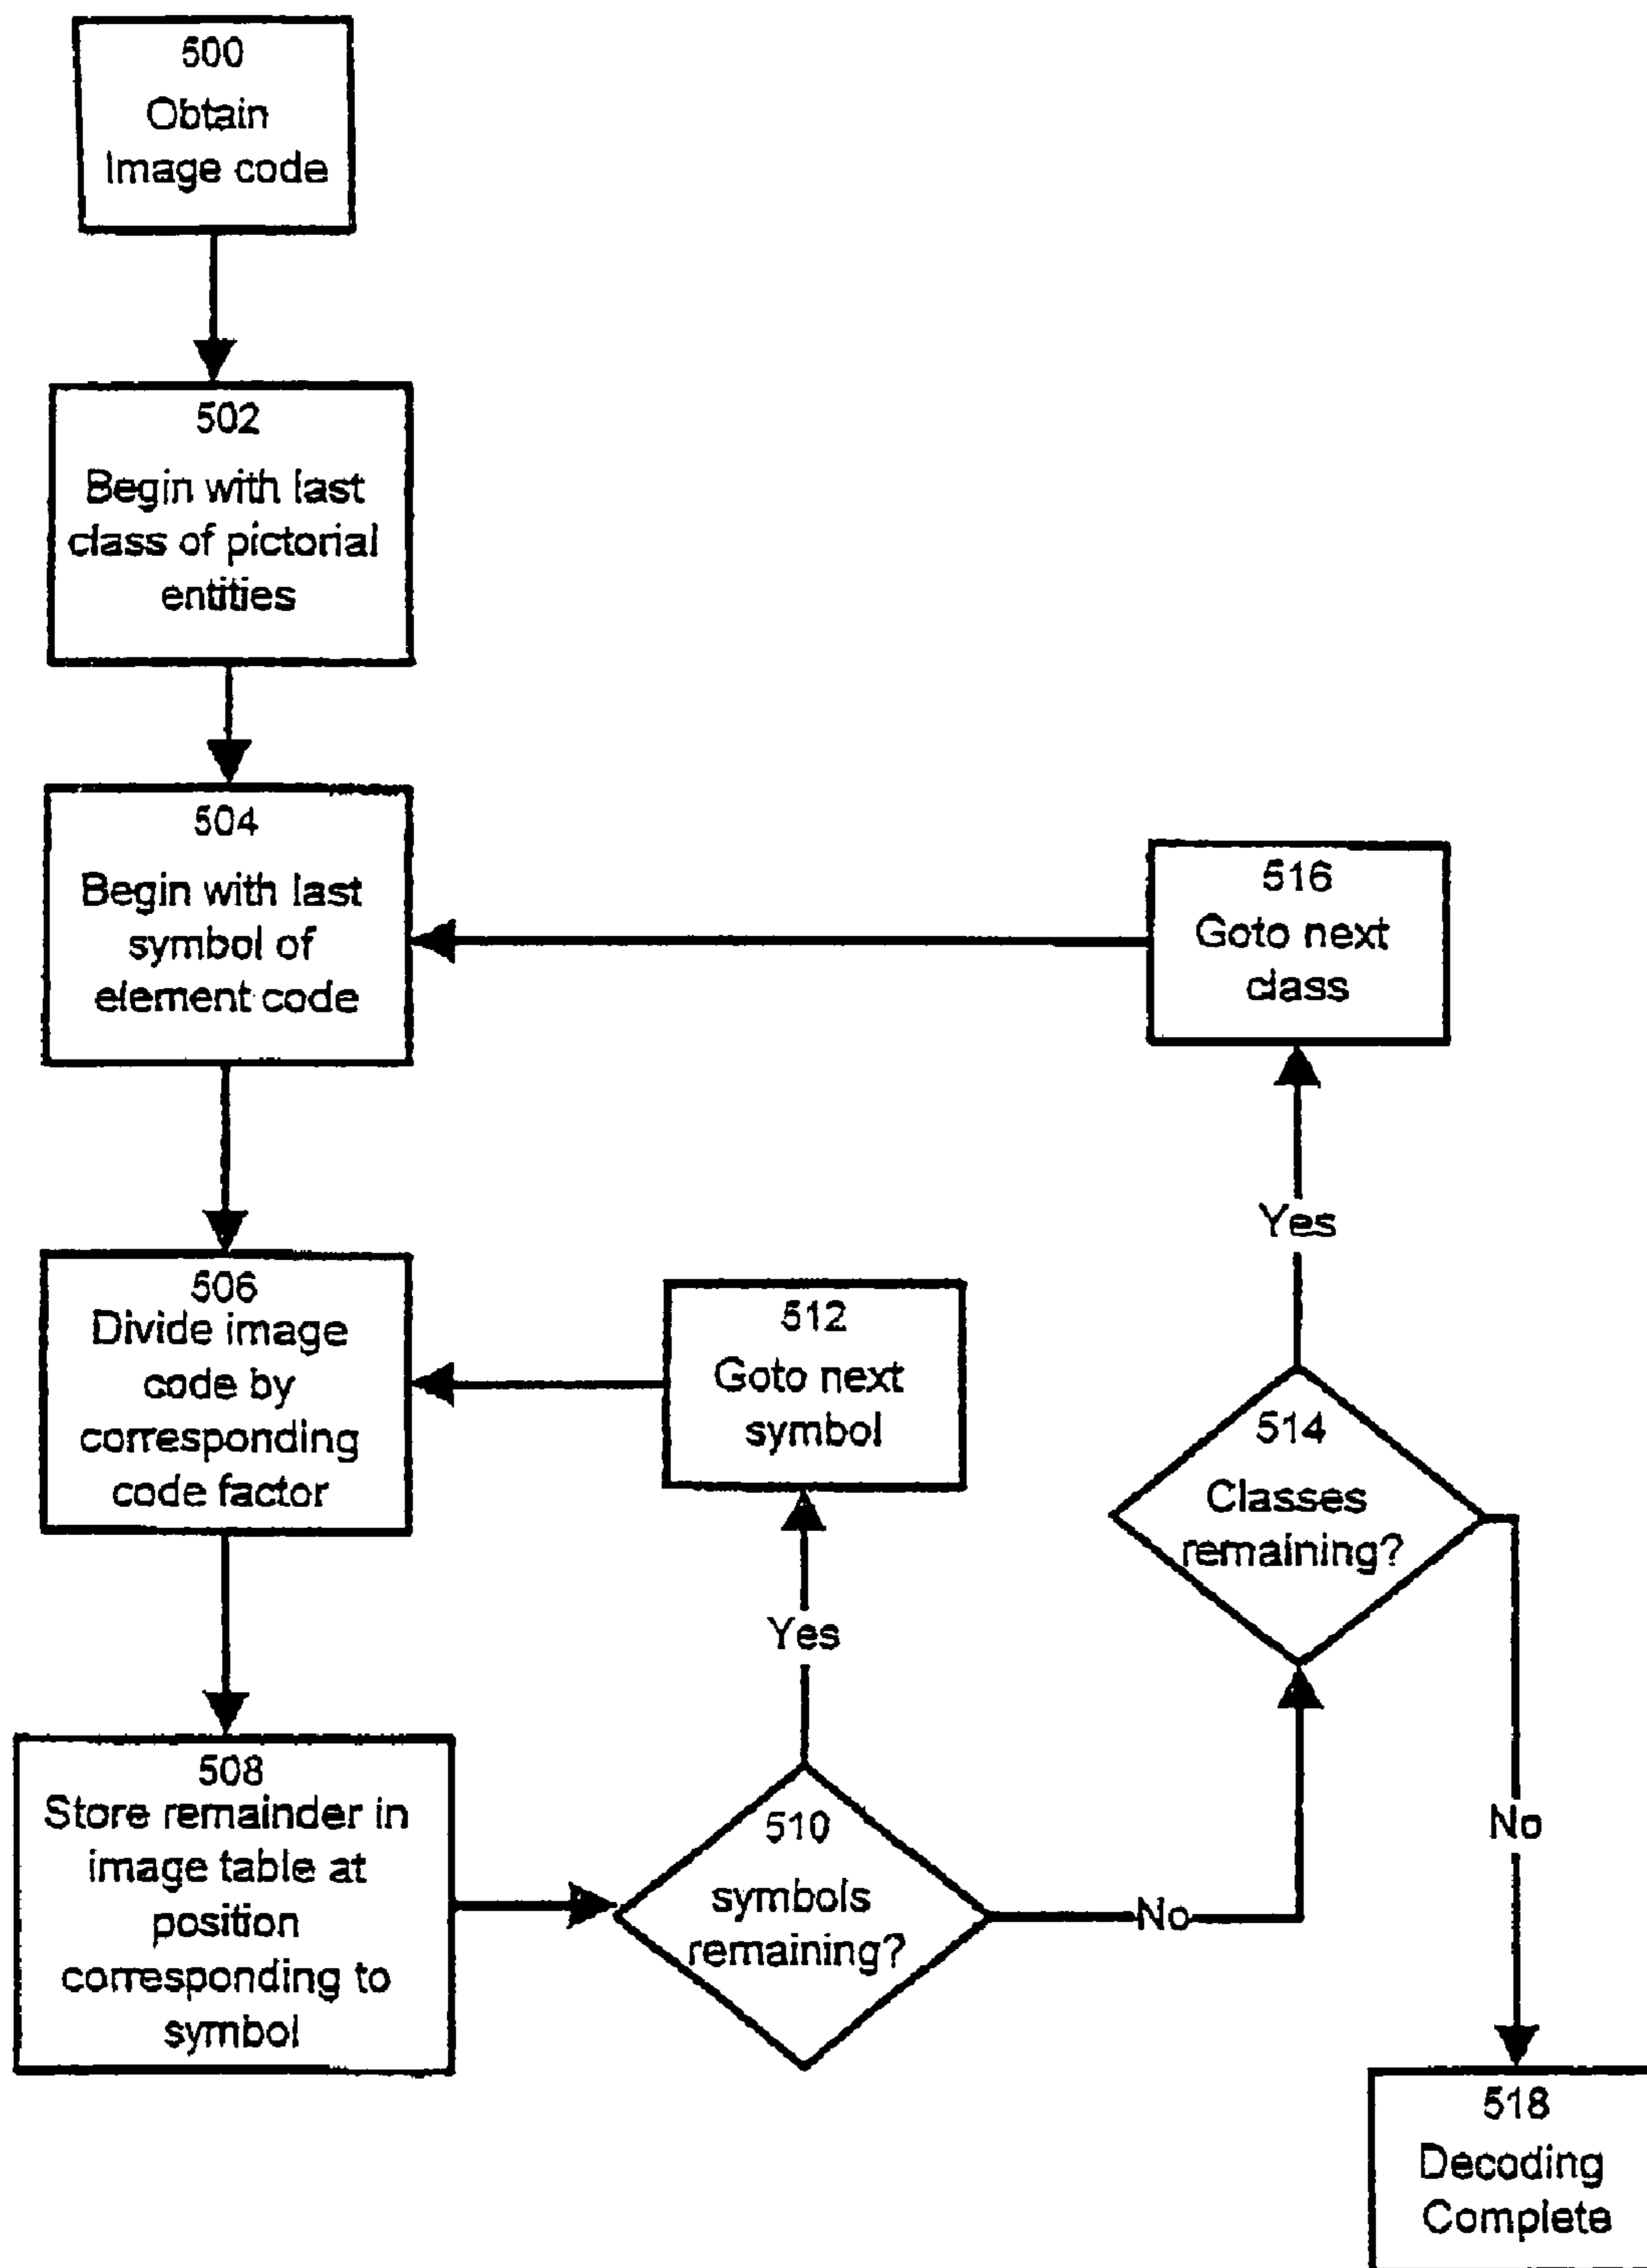 500
Obtain
Image code
502
Begin with last
class of pictorial
entities
504
Begin with last
symbol of
element code
516
Goto next
class
Yes
506
Divide image
code by
corresponding
code factor
512
Goto next
symbol
514
Classes
remaining?
Yes
508
Store remainder in
image table at
position
corresponding to
symbol
510
symbols
remaining?
No
No
518
Decoding
Complete